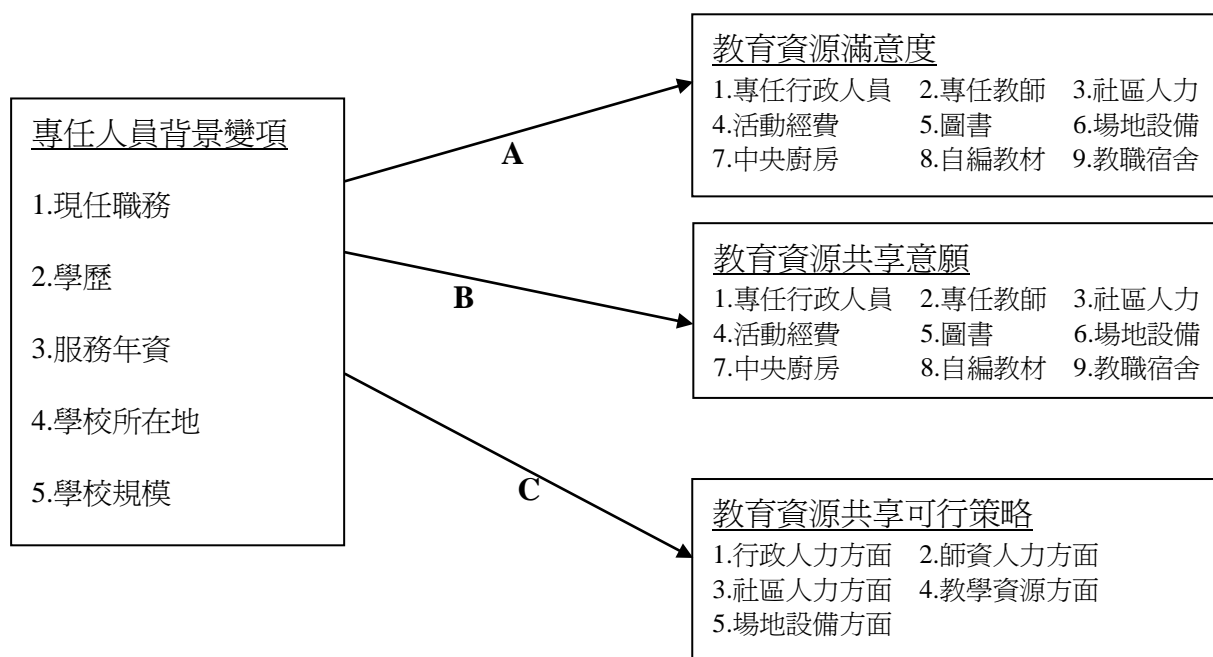 專任人員背景變項
1.現任職務
2.學歷
3.服務年資
4.學校所在地
5.學校規模
A
B
C
教育資源滿意度
1.專任行政人員 2.專任教師 3.社區人力
4.活動經費 5.圖書 6.場地設備
7.中央廚房 8.自編教材 9.教職宿舍
教育資源共享意願
1.專任行政人員 2.專任教師 3.社區人力
4.活動經費 5.圖書 6.場地設備
7.中央廚房 8.自編教材 9.教職宿舍
教育資源共享可行策略
1.行政人力方面 2.師資人力方面
3.社區人力方面 4.教學資源方面
5.場地設備方面